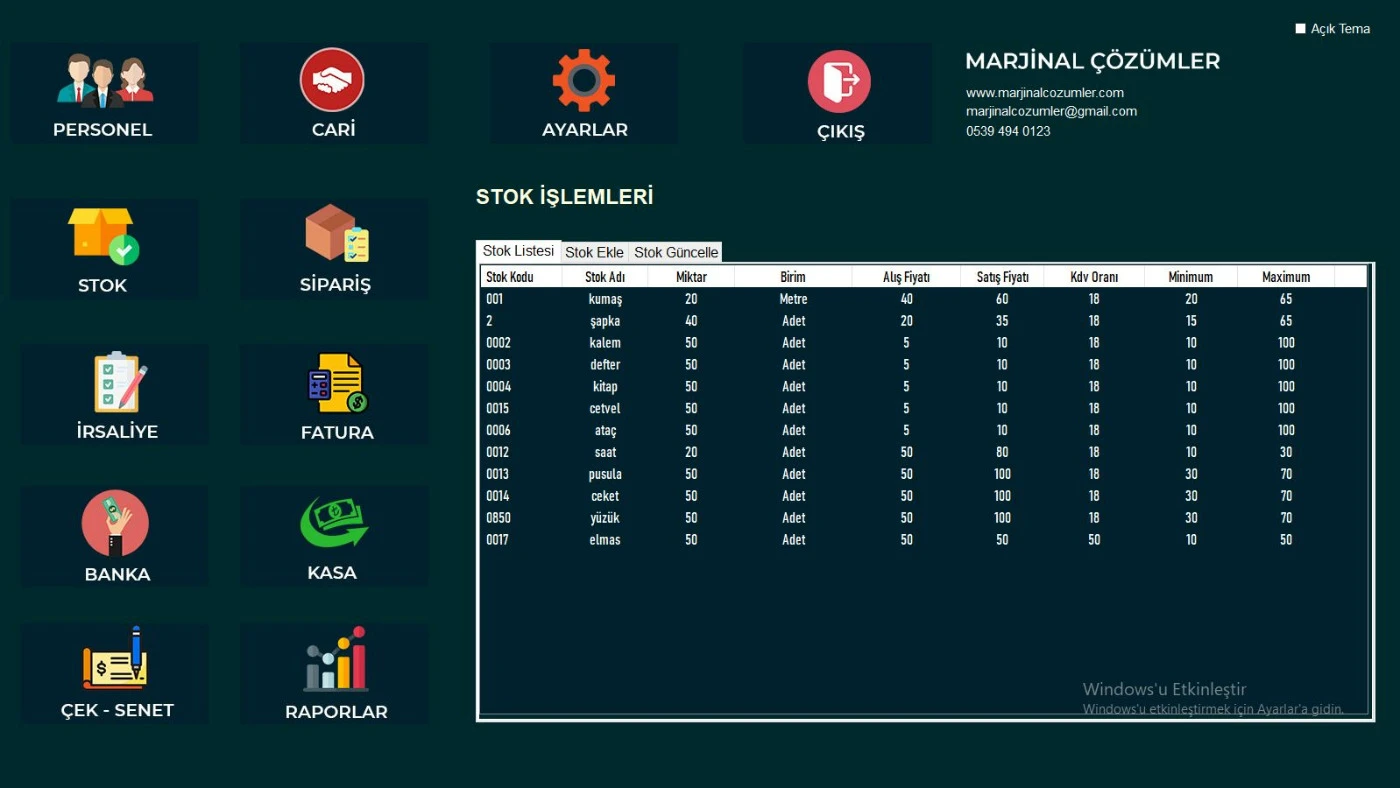 Açık Tema
PERSONEL
CARİ
AYARLAR
ÇIKIŞ
MARJİNAL ÇÖZÜMLER
www.marjinalcozumler.com
marjinalcozumler@gmail.com
0539 494 0123
STOK
SİPARİŞ
İRSALİYE
FATURA
BANKA
KASA
ÇEK - SENET
RAPORLAR
STOK İŞLEMLERİ
Stok Listesi Stok Ekle Stok Güncelle
Stok Kodu Stok Adı Miktar Birim Alış Fiyatı Satış Fiyatı Kdv Oranı Minimum Maximum
001 kumaş 20 Metre 40 60 18 20 65
2 şapka 40 Adet 20 35 18 15 65
0002 kalem 50 Adet 5 10 18 10 100
0003 defter 50 Adet 5 10 18 10 100
0004 kitap 50 Adet 5 10 18 10 100
0015 cetvel 50 Adet 5 10 18 10 100
0006 ataç 50 Adet 5 10 18 10 100
0012 saat 20 Adet 50 80 18 10 30
0013 pusula 50 Adet 50 100 18 30 70
0014 ceket 50 Adet 50 100 18 30 70
0850 yüzük 50 Adet 50 100 18 30 70
0017 elmas 50 Adet 50 50 50 10 50
Windows'u Etkinleştir
Windows'u etkinleştirmek için Ayarlar'a gidin.